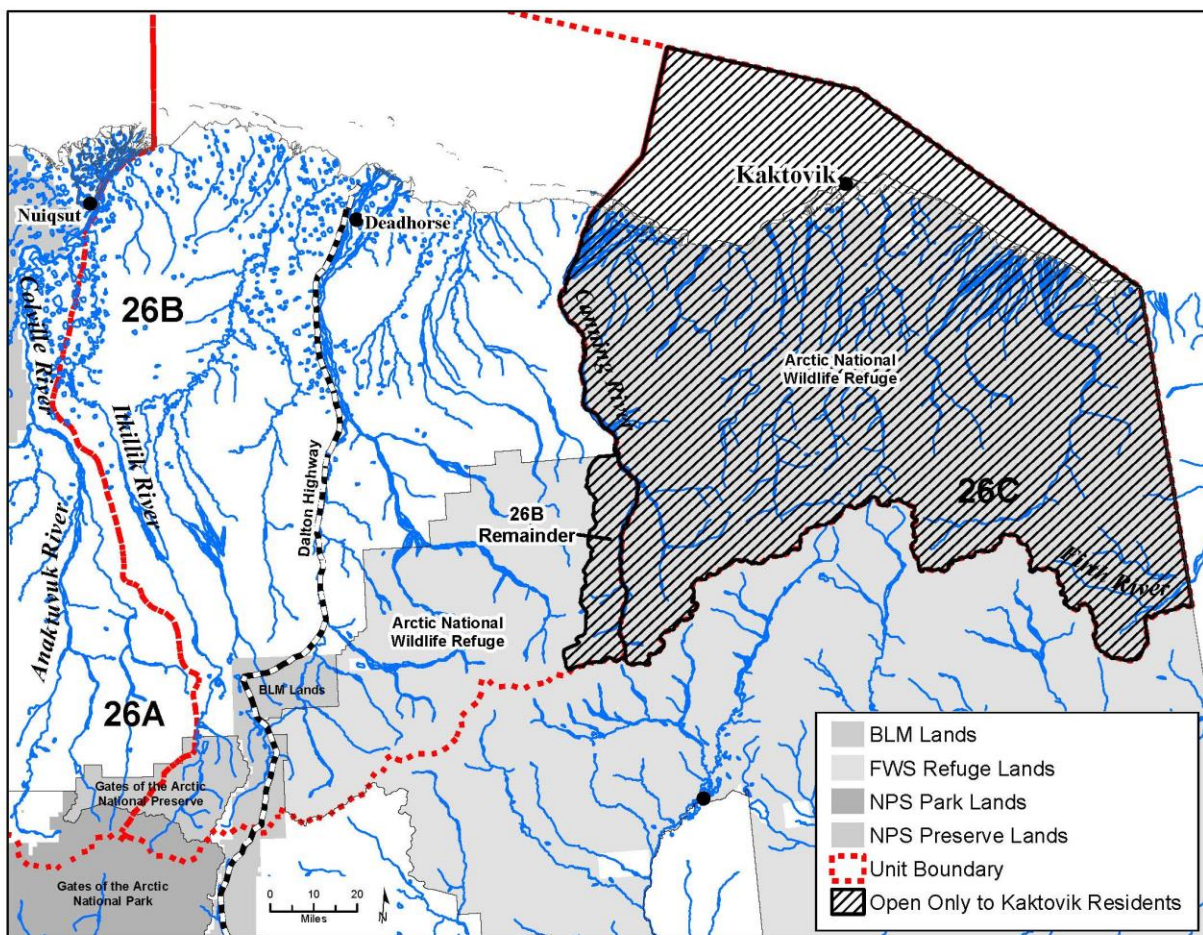 Kaktovik
Nuiqsut
Deadhorse
26B
Colville River
Canning River
Arctic National
Wildlife Refuge
Itkillik River
Dalton Highway
26C
26B
Remainder
Anaktuvuk River
Firth River
Arctic National
Wildlife Refuge
BLM Lands
26A
Gates of the Arctic
National Preserve
Gates of the Arctic
National Park
0 10 20
Miles
N
BLM Lands
FWS Refuge Lands
NPS Park Lands
NPS Preserve Lands
Unit Boundary
Open Only to Kaktovik Residents